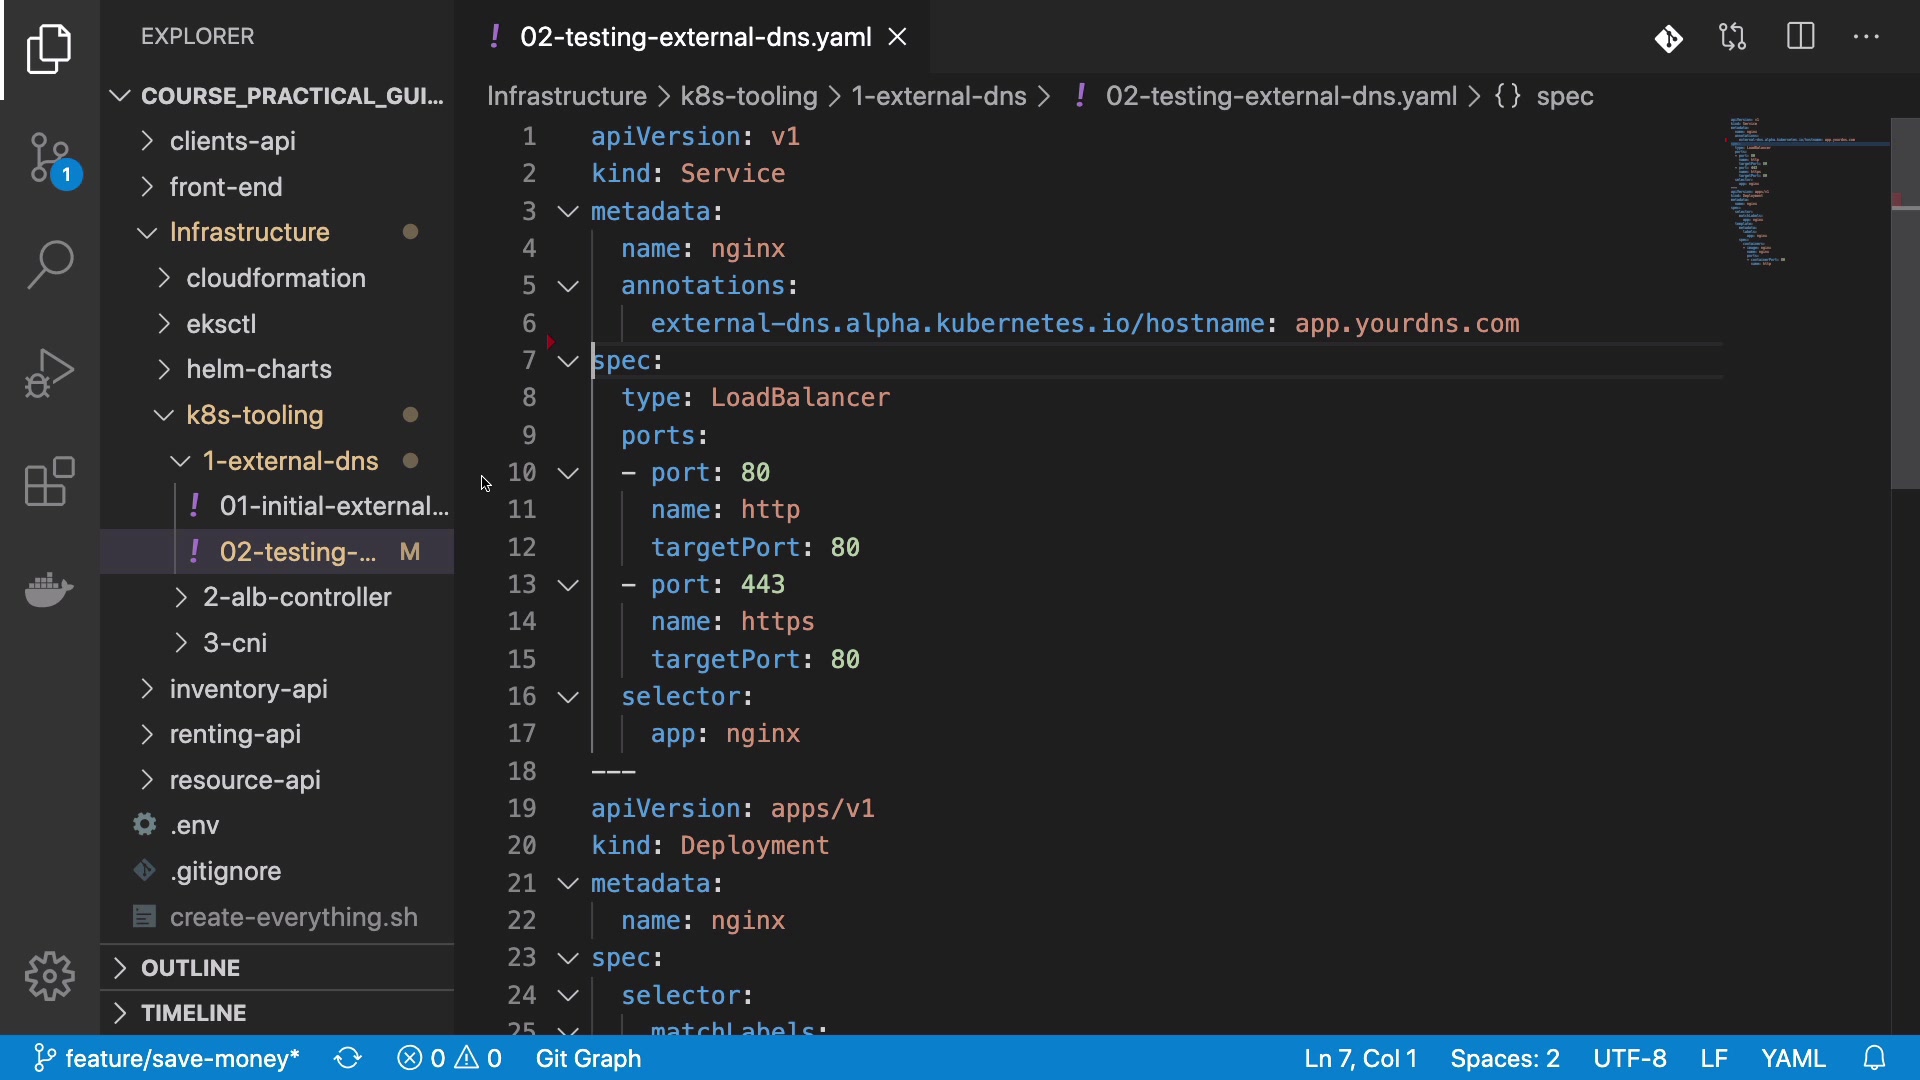 EXPLORER
COURSE_PRACTICAL_GUI...
clients-api
front-end
Infrastructure
cloudformation
eksctl
helm-charts
k8s-tooling
1-external-dns
01-initial-external...
02-testing-... M
2-alb-controller
3-cni
inventory-api
renting-api
resource-api
.env
.gitignore
create-everything.sh
OUTLINE
TIMELINE
1
02-testing-external-dns.yaml
Infrastructure > k8s-tooling > 1-external-dns > ! 02-testing-external-dns.yaml > {} spec
1 apiVersion: v1
2 kind: Service
3 metadata:
4 name: nginx
5 annotations:
6 external-dns.alpha.kubernetes.io/hostname: app.yourdns.com
7 spec:
8 type: LoadBalancer
9 ports:
10 - port: 80
11 name: http
12 targetPort: 80
13 - port: 443
14 name: https
15 targetPort: 80
16 selector:
17 app: nginx
18 ---
19 apiVersion: apps/v1
20 kind: Deployment
21 metadata:
22 name: nginx
23 spec:
24 selector:
25 matchLabels:
feature/save-money* 0 0 Git Graph Ln 7, Col 1 Spaces: 2 UTF-8 LF YAML